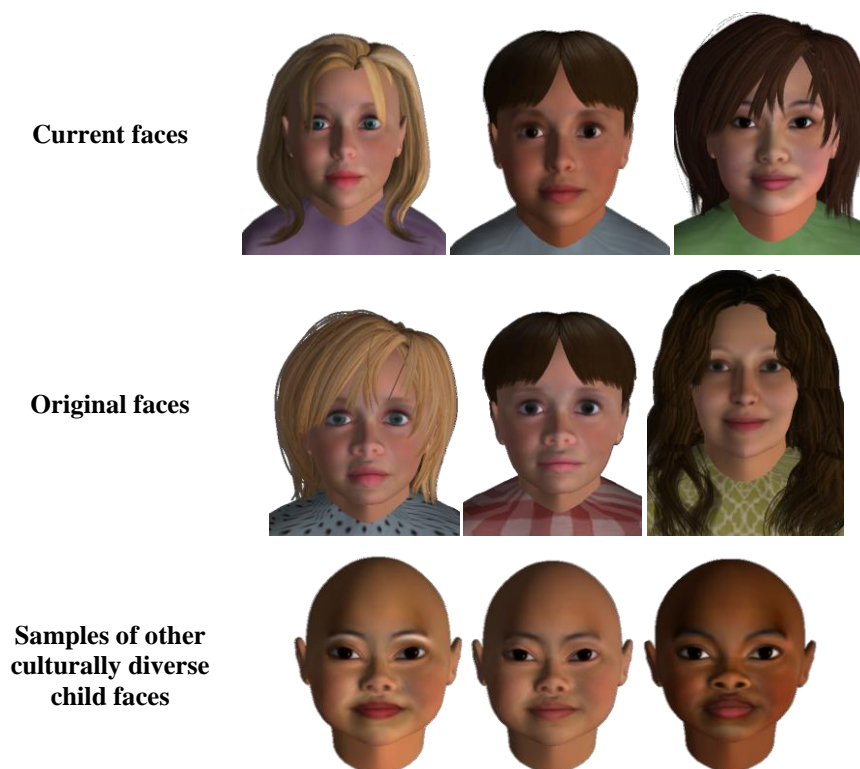 Current faces
Original faces
Samples of other
culturally diverse
child faces